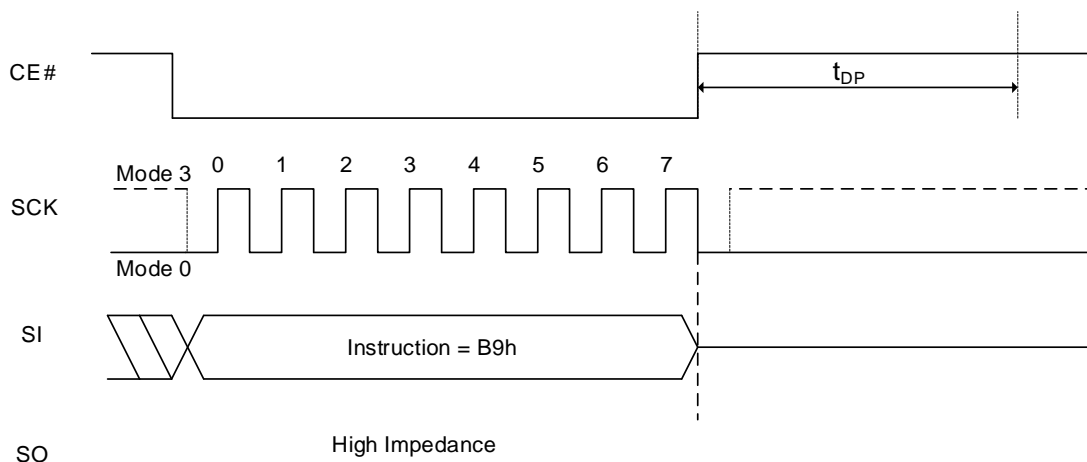 CE#
tDP
Mode 3
0 1 2 3 4 5 6 7
SCK
Mode 0
SI
Instruction = B9h
High Impedance
SO